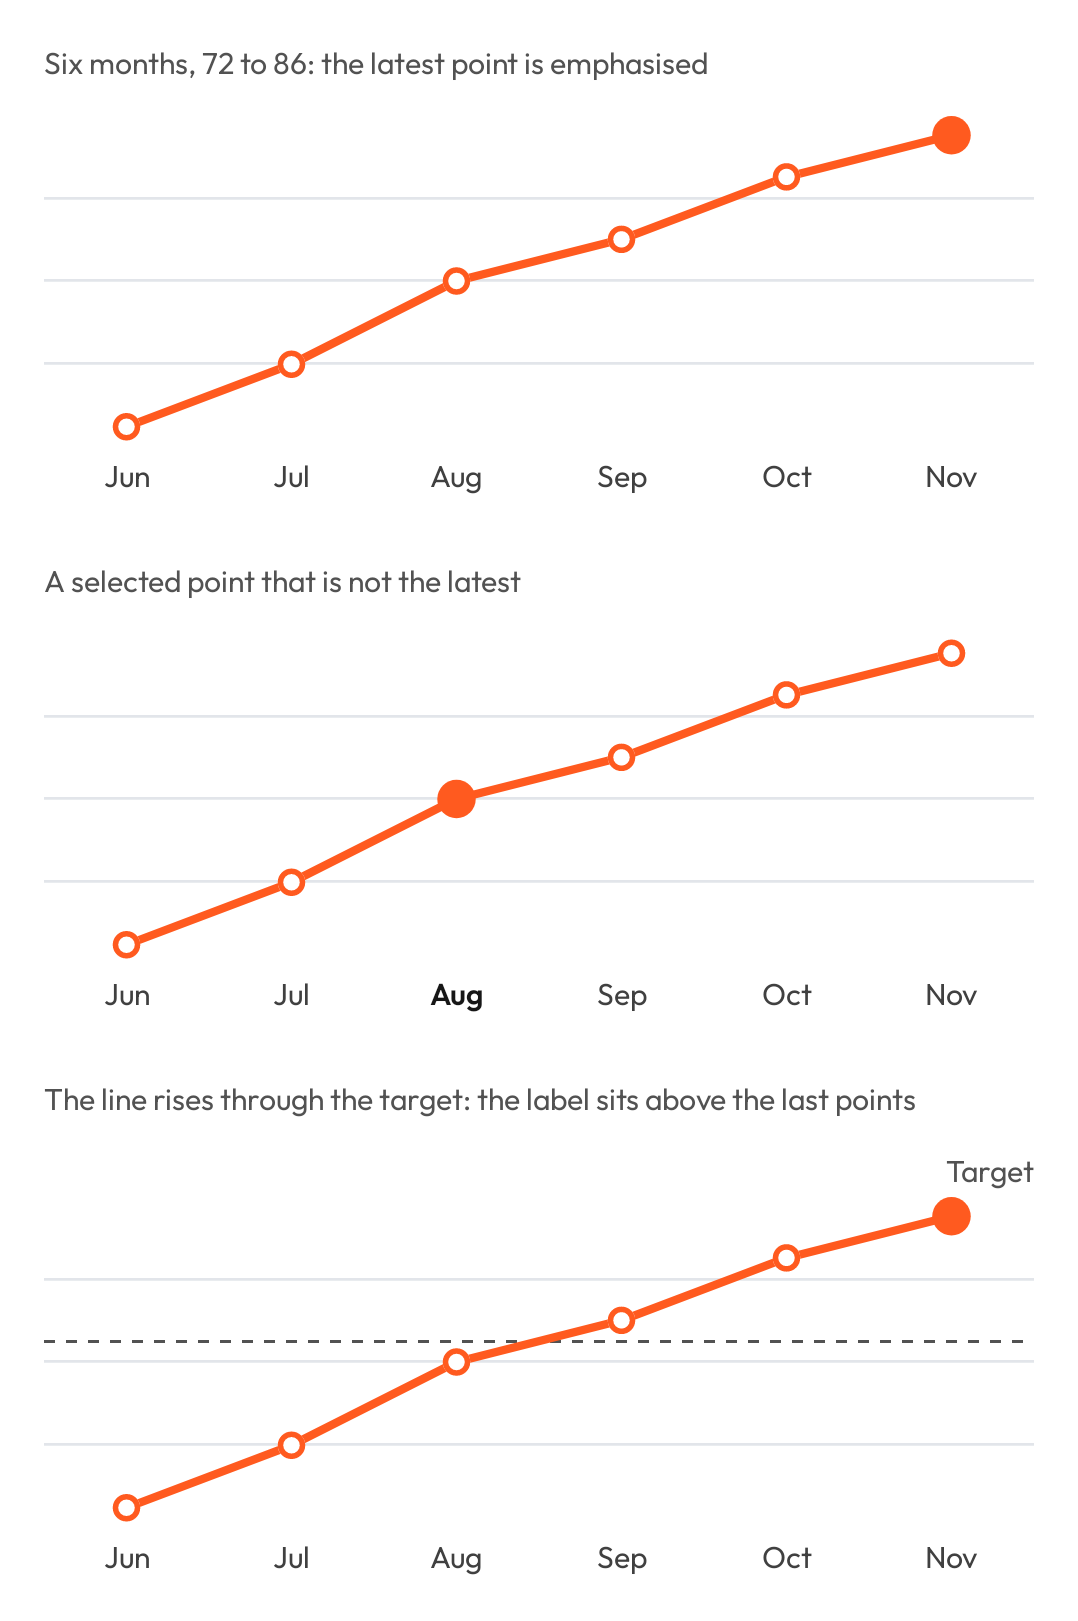 Six months, 72 to 86: the latest point is emphasised
Jun Jul Aug Sep Oct Nov
A selected point that is not the latest
Jun Jul Aug Sep Oct Nov
The line rises through the target: the label sits above the last points
Target
Jun Jul Aug Sep Oct Nov